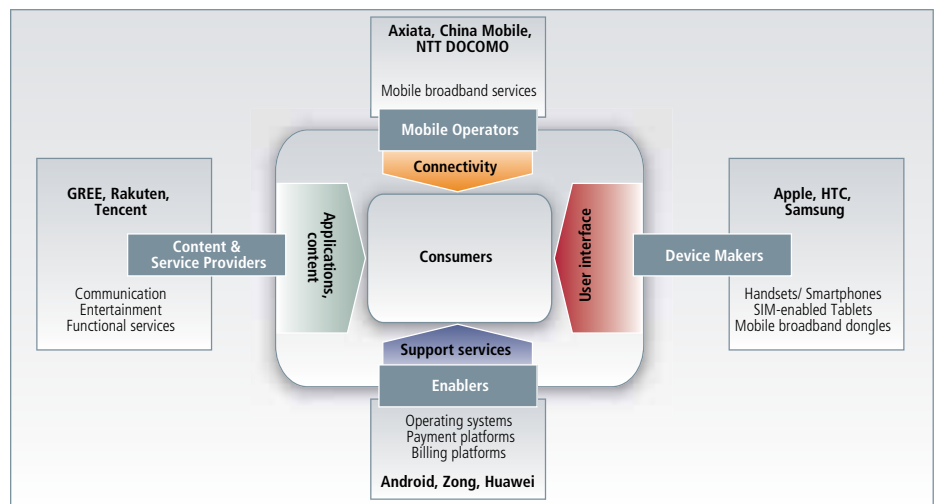 Axiata, China Mobile,
NTT DOCOMO
Mobile broadband services
Mobile Operators
Connectivity
GREE, Rakuten,
Tencent
Content &
Service Providers
Communication
Entertainment
Functional services
Applications,
content
Consumers
User interface
Apple, HTC,
Samsung
Device Makers
Handsets/ Smartphones
SIM-enabled Tablets
Mobile broadband dongles
Support services
Enablers
Operating systems
Payment platforms
Billing platforms
Android, Zong, Huawei